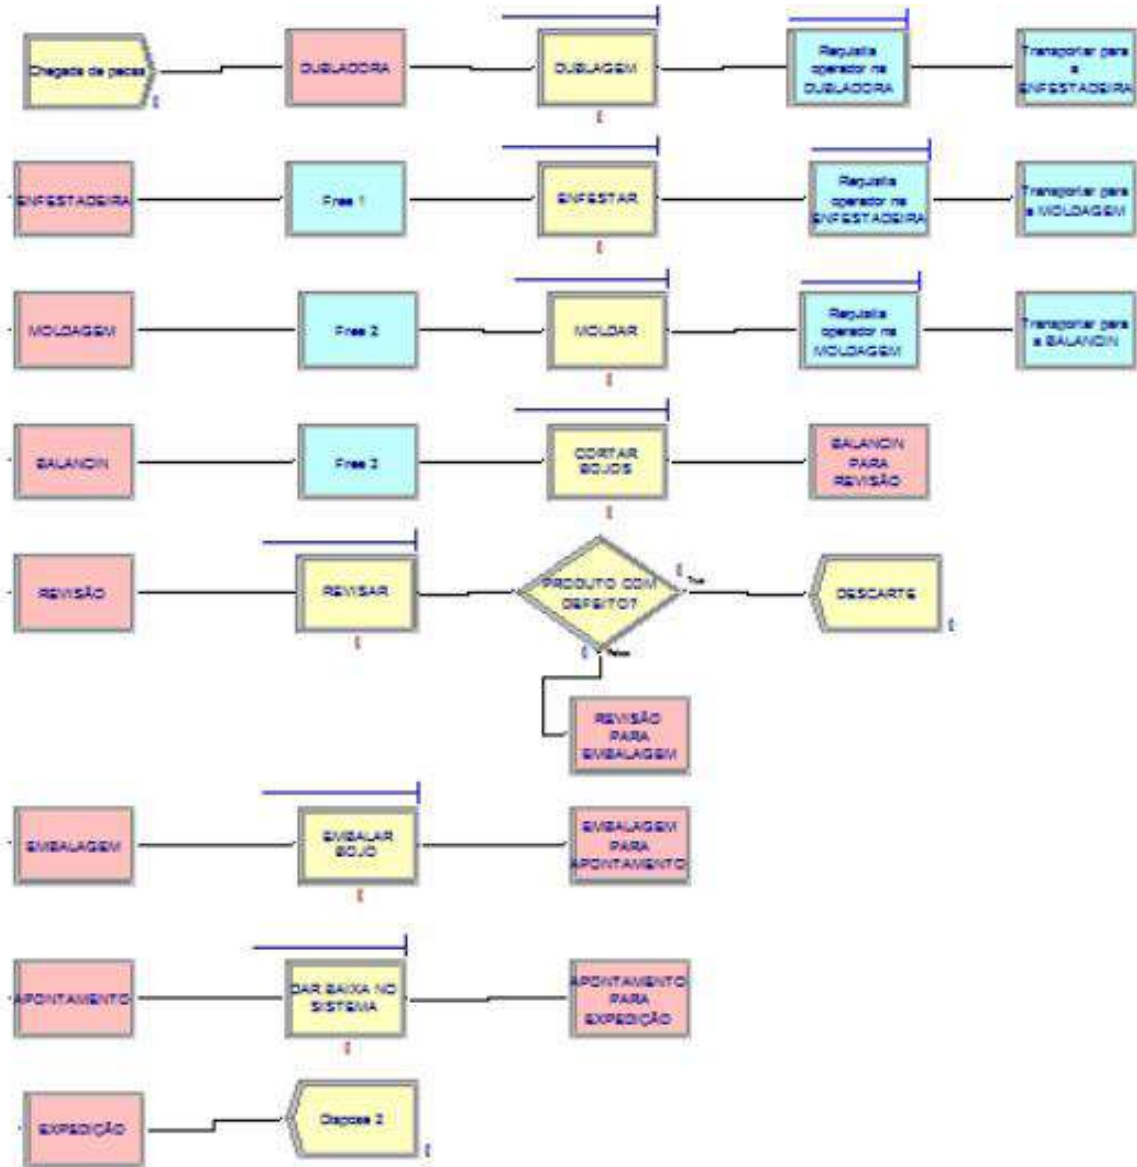 Chegada de pecas
DUBLADORA
DUBLAGEM
Requisita
operador na
DUBLADORA
Transportar para
a
ENFESTADEIRA
ENFESTADEIRA
Free 1
ENFESTAR
Requisita
operador na
ENFESTADEIRA
Transportar para
a MOLDAGEM
MOLDAGEM
Free 2
MOLDAR
Requisita
operador na
MOLDAGEM
Transportar para
a BALANCIN
BALANCIN
Free 3
CORTAR
BOJOS
BALANCIN
PARA
REVISÃO
REVISÃO
REVISAR
PRODUTO COM
DEFEITO?
True
DESCARTE
False
REVISÃO
PARA
EMBALAGEM
EMBALAGEM
EMBALAR
BOJO
EMBALAGEM
PARA
APONTAMENTO
APONTAMENTO
DAR BAIXA NO
SISTEMA
APONTAMENTO
PARA
EXPEDIÇÃO
EXPEDIÇÃO
Dispose 2